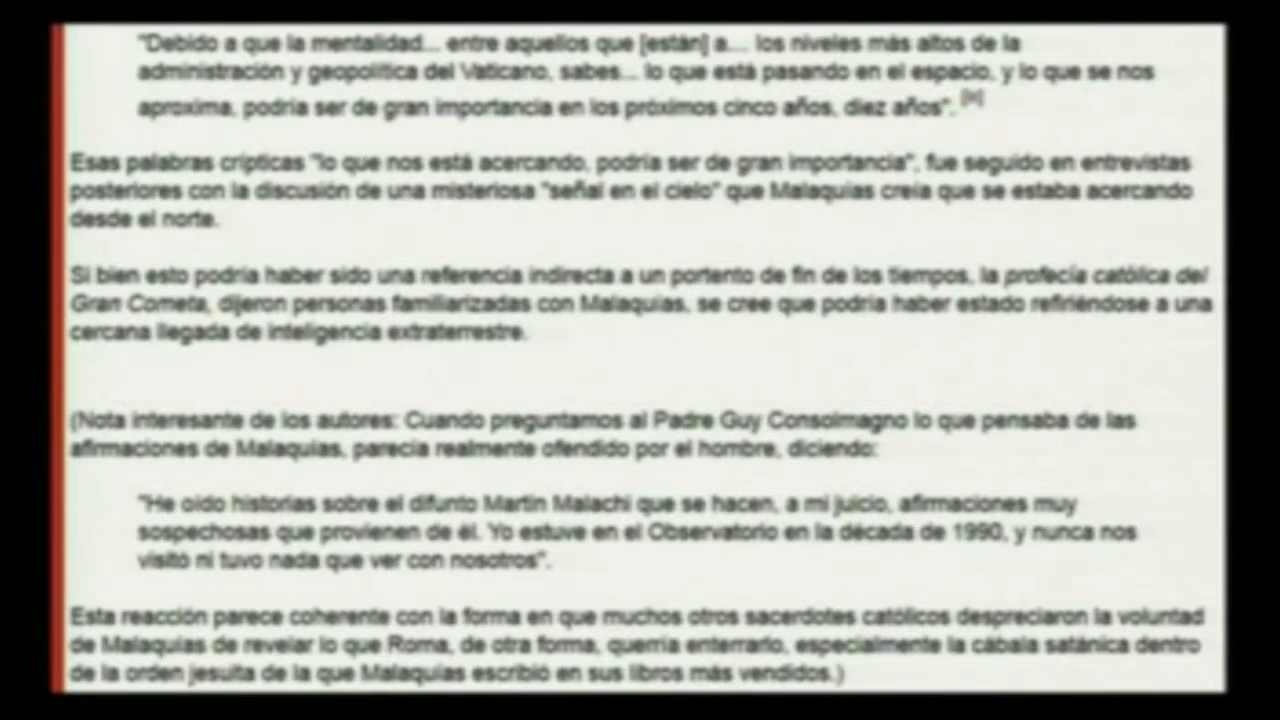 "Debido a que la mentalidad... entre aquellos que [están] a... los niveles más altos de la
administración y geopolítica del Vaticano, sabes... lo que está pasando en el espacio, y lo que se nos
aproxima, podría ser de gran importancia en los próximos cinco años, diez años".
Esas palabras crípticas "lo que nos está acercando, podría ser de gran importancia", fue seguido en entrevistas
posteriores con la discusión de una misteriosa "señal en el cielo" que Malaquías creía que se estaba acercando
desde el norte.
Si bien esto podría haber sido una referencia indirecta a un portento de fin de los tiempos, la profecía católica del
Gran Cometa, dijeron personas familiarizadas con Malaquías, se cree que podría haber estado refiriéndose a una
cercana llegada de inteligencia extraterrestre.
(Nota interesante de los autores: Cuando preguntamos al Padre Guy Consolmagno lo que pensaba de las
afirmaciones de Malaquías, parecía realmente ofendido por el hombre, diciendo:
"He oído historias sobre el difunto Martin Malachi que se hacen, a mi juicio, afirmaciones muy
sospechosas que provienen de él. Yo estuve en el Observatorio en la década de 1990, y nunca nos
visitó ni tuvo nada que ver con nosotros".
Esta reacción parece coherente con la forma en que muchos otros sacerdotes católicos despreciaron la voluntad
de Malaquías de revelar lo que Roma, de otra forma, querría enterrarlo, especialmente la cábala satánica dentro
de la orden jesuita de la que Malaquías escribió en sus libros más vendidos.)